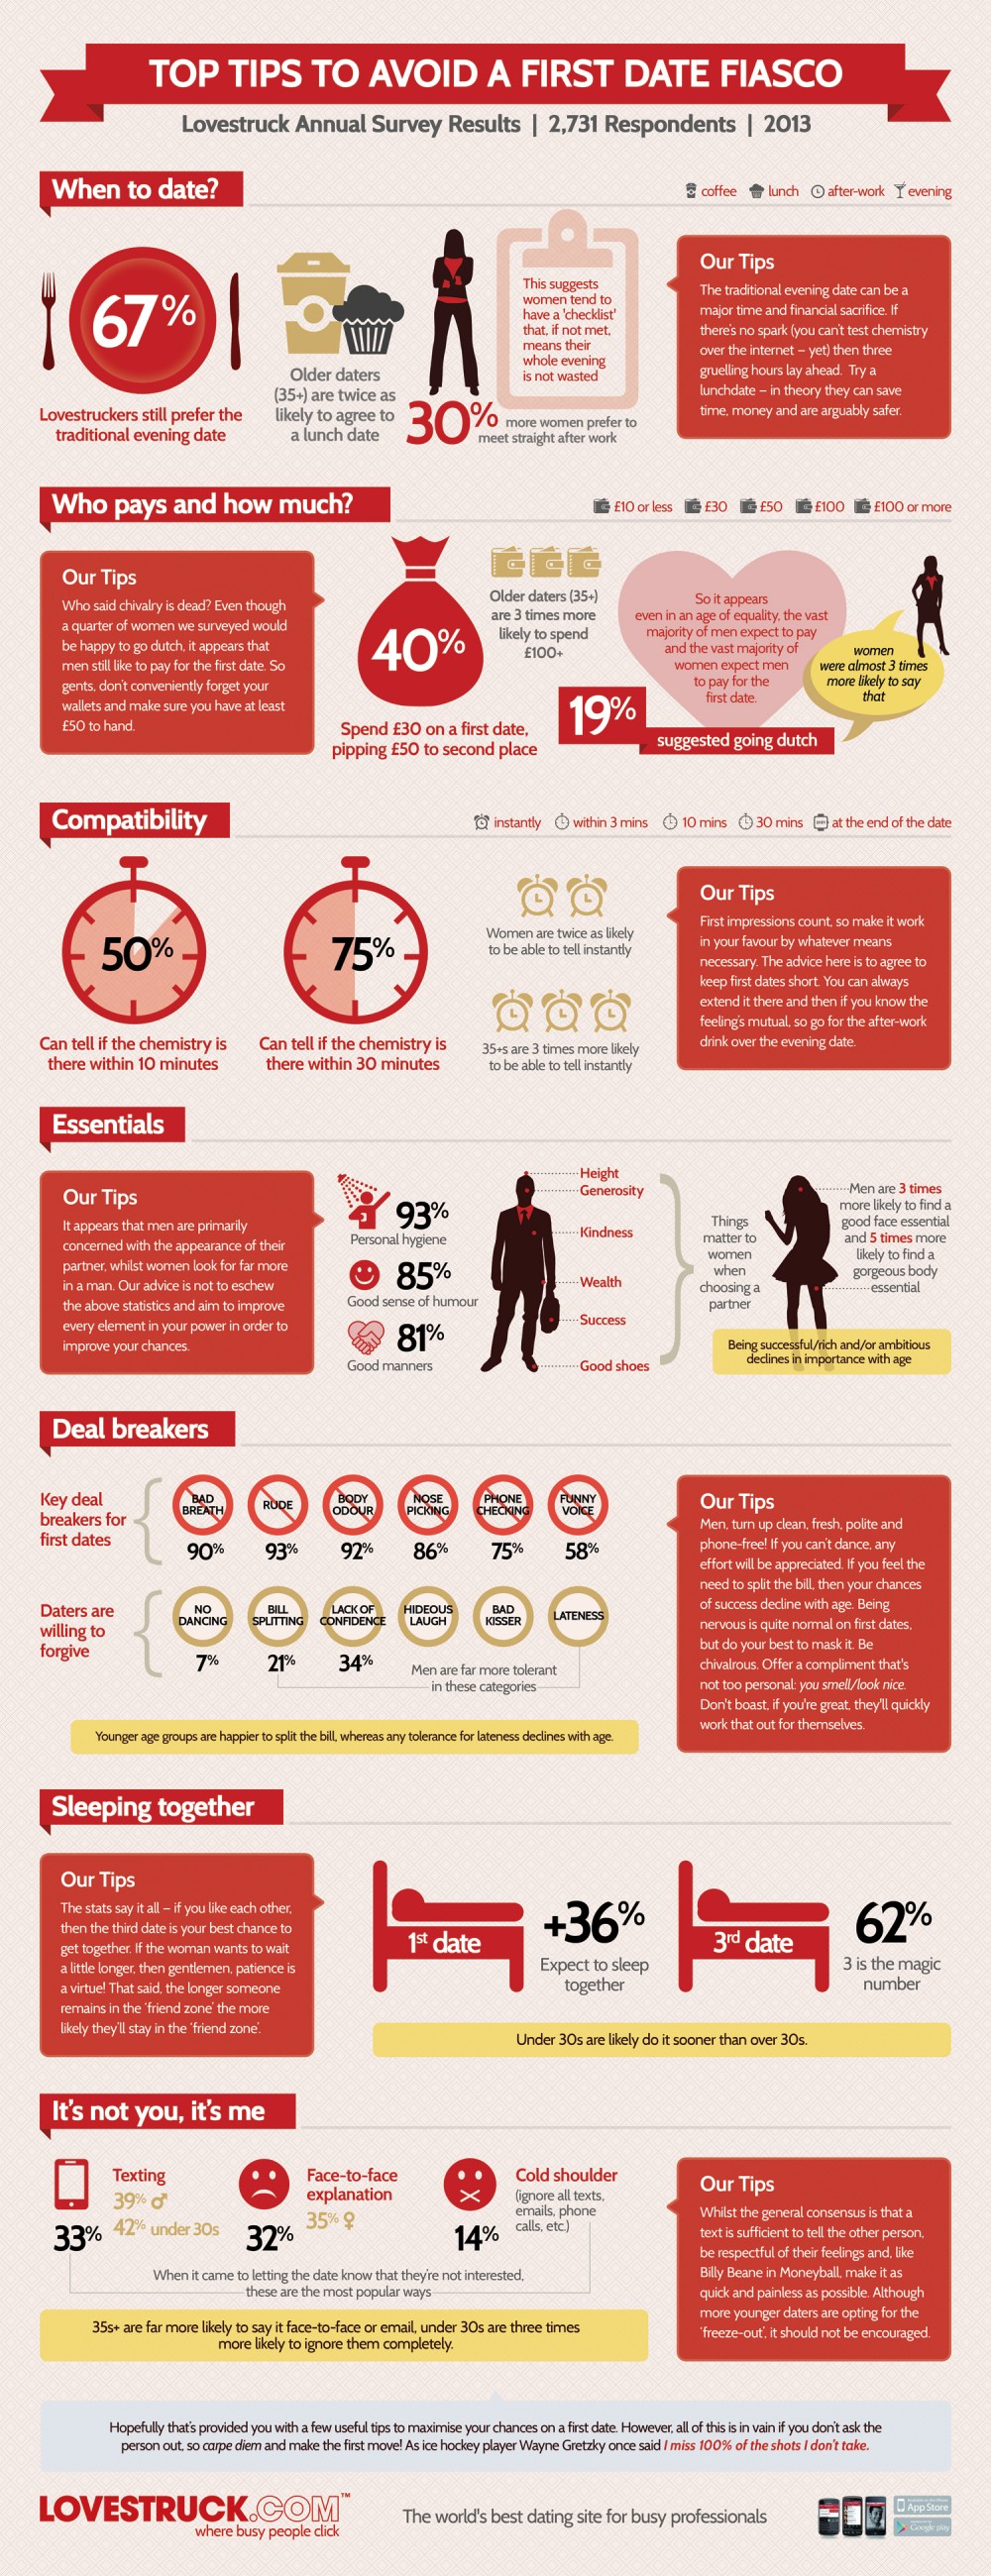 TOP TIPS TO AVOID A FIRST DATE FIASCO
Lovestruck Annual Survey Results | 2,731 Respondents | 2013
When to date?
coffee lunch after-work evening
67%
Lovestruckers still prefer the
traditional evening date
Older daters
(35+) are twice as
likely to agree to
a lunch date
This suggests
women tend to
have a 'checklist'
that, if not met,
means their
whole evening
is not wasted
30% more women prefer to
meet straight after work
Our Tips
The traditional evening date can be a
major time and financial sacrifice. If
there's no spark (you can't test chemistry
over the internet – yet) then three
gruelling hours lay ahead. Try a
lunchdate – in theory they can save
time, money and are arguably safer.
Who pays and how much?
£10 or less £30 £50 £100 £100 or more
Our Tips
Who said chivalry is dead? Even though
a quarter of women we surveyed would
be happy to go dutch, it appears that
men still like to pay for the first date. So
gents, don't conveniently forget your
wallets and make sure you have at least
£50 to hand.
40%
Spend £30 on a first date,
pipping £50 to second place
Older daters (35+)
are 3 times more
likely to spend
£100+
So it appears
even in an age of equality, the vast
majority of men expect to pay
and the vast majority of
women expect men
to pay for the
first date.
19%
suggested going dutch
women
were almost 3 times
more likely to say
that
Compatibility
instantly within 3 mins 10 mins 30 mins at the end of the date
50%
Can tell if the chemistry is
there within 10 minutes
75%
Can tell if the chemistry is
there within 30 minutes
Women are twice as likely
to be able to tell instantly
35+s are 3 times more likely
to be able to tell instantly
Our Tips
First impressions count, so make it work
in your favour by whatever means
necessary. The advice here is to agree to
keep first dates short. You can always
extend it there and then if you know the
feeling's mutual, so go for the after-work
drink over the evening date.
Essentials
Our Tips
It appears that men are primarily
concerned with the appearance of their
partner, whilst women look for far more
in a man. Our advice is not to eschew
the above statistics and aim to improve
every element in your power in order to
improve your chances.
93%
Personal hygiene
85%
Good sense of humour
81%
Good manners
Height
Generosity
Kindness
Wealth
Success
Good shoes
Things
matter to
women
when
choosing a
partner
Men are 3 times
more likely to find a
good face essential
and 5 times more
likely to find a
gorgeous body
essential
Being successful/rich and/or ambitious
declines in importance with age
Deal breakers
Key deal
breakers for
first dates
BAD
BREATH
90%
RUDE
93%
BODY
ODOUR
92%
NOSE
PICKING
86%
PHONE
CHECKING
75%
FUNNY
VOICE
58%
Daters are
willing to
forgive
NO
DANCING
7%
BILL
SPLITTING
21%
LACK OF
CONFIDENCE
34%
HIDEOUS
LAUGH
BAD
KISSER
LATENESS
Men are far more tolerant
in these categories
Younger age groups are happier to split the bill, whereas any tolerance for lateness declines with age.
Our Tips
Men, turn up clean, fresh, polite and
phone-free! If you can't dance, any
effort will be appreciated. If you feel the
need to split the bill, then your chances
of success decline with age. Being
nervous is quite normal on first dates,
but do your best to mask it. Be
chivalrous. Offer a compliment that's
not too personal: you smell/look nice.
Don't boast, if you're great, they'll quickly
work that out for themselves.
Sleeping together
Our Tips
The stats say it all – if you like each other,
then the third date is your best chance to
get together. If the woman wants to wait
a little longer, then gentlemen, patience is
a virtue! That said, the longer someone
remains in the 'friend zone' the more
likely they'll stay in the 'friend zone'.
1st date
+36%
Expect to sleep
together
3rd date
62%
3 is the magic
number
Under 30s are likely do it sooner than over 30s.
It's not you, it's me
Texting
39% ♂
42% under 30s
33%
Face-to-face
explanation
35% ♀
32%
Cold shoulder
(ignore all texts,
emails, phone
calls, etc.)
14%
When it came to letting the date know that they're not interested,
these are the most popular ways
35s+ are far more likely to say it face-to-face or email, under 30s are three times
more likely to ignore them completely.
Our Tips
Whilst the general consensus is that a
text is sufficient to tell the other person,
be respectful of their feelings and, like
Billy Beane in Moneyball, make it as
quick and painless as possible. Although
more younger daters are opting for the
'freeze-out', it should not be encouraged.
Hopefully that's provided you with a few useful tips to maximise your chances on a first date. However, all of this is in vain if you don't ask the
person out, so carpe diem and make the first move! As ice hockey player Wayne Gretzky once said I miss 100% of the shots I don't take.
LOVESTRUCK.COM™
where busy people click
The world's best dating site for busy professionals
App Store
Google play